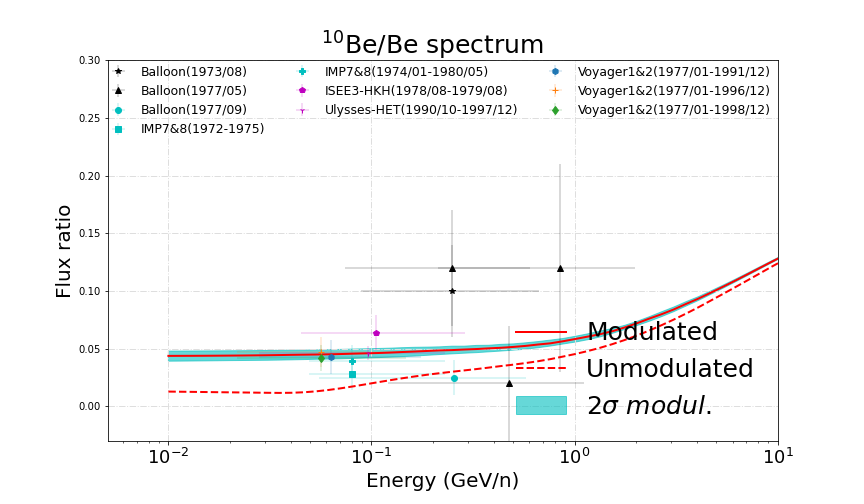 ¹⁰Be/Be spectrum
0.30
0.25
0.20
0.15
0.10
0.05
0.00
Flux ratio
Balloon(1973/08)
Balloon(1977/05)
Balloon(1977/09)
IMP7&8(1972-1975)
IMP7&8(1974/01-1980/05)
ISEE3-HKH(1978/08-1979/08)
Ulysses-HET(1990/10-1997/12)
Voyager1&2(1977/01-1991/12)
Voyager1&2(1977/01-1996/12)
Voyager1&2(1977/01-1998/12)
Modulated
Unmodulated
2σ modul.
10⁻² 10⁻¹ 10⁰ 10¹
Energy (GeV/n)